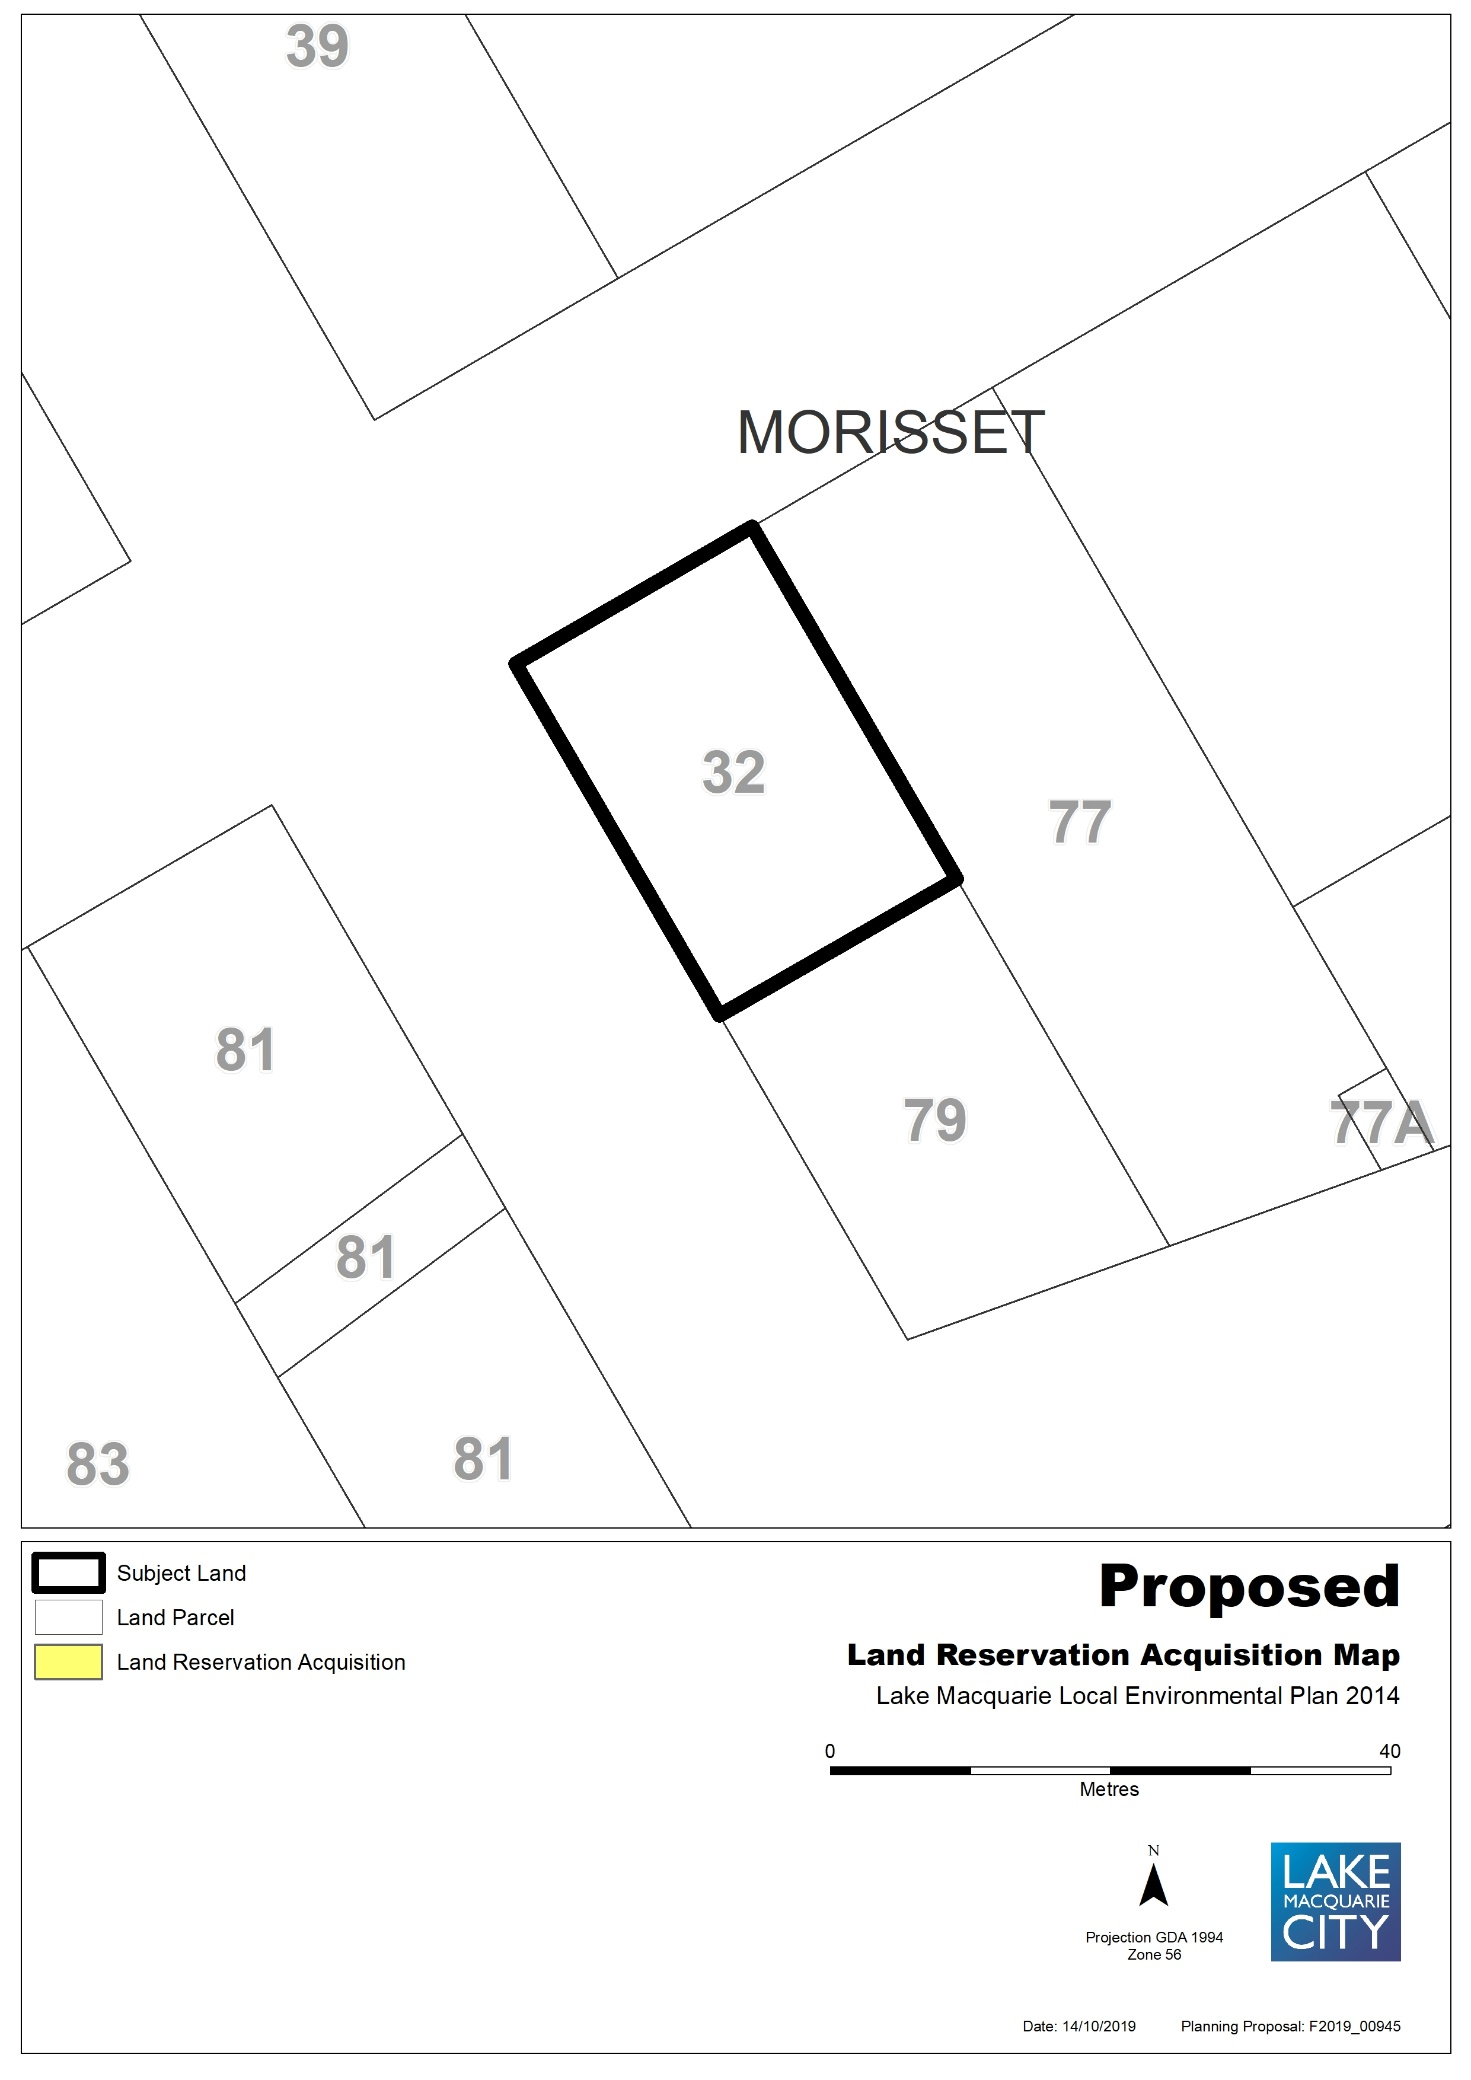 39
MORISSET
32
77
81
79
77A
81
81
83
Subject Land
Land Parcel
Land Reservation Acquisition
Proposed
Land Reservation Acquisition Map
Lake Macquarie Local Environmental Plan 2014
0 40
Metres
N
Projection GDA 1994
Zone 56
LAKE
MACQUARIE
CITY
Date: 14/10/2019 Planning Proposal: F2019_00945